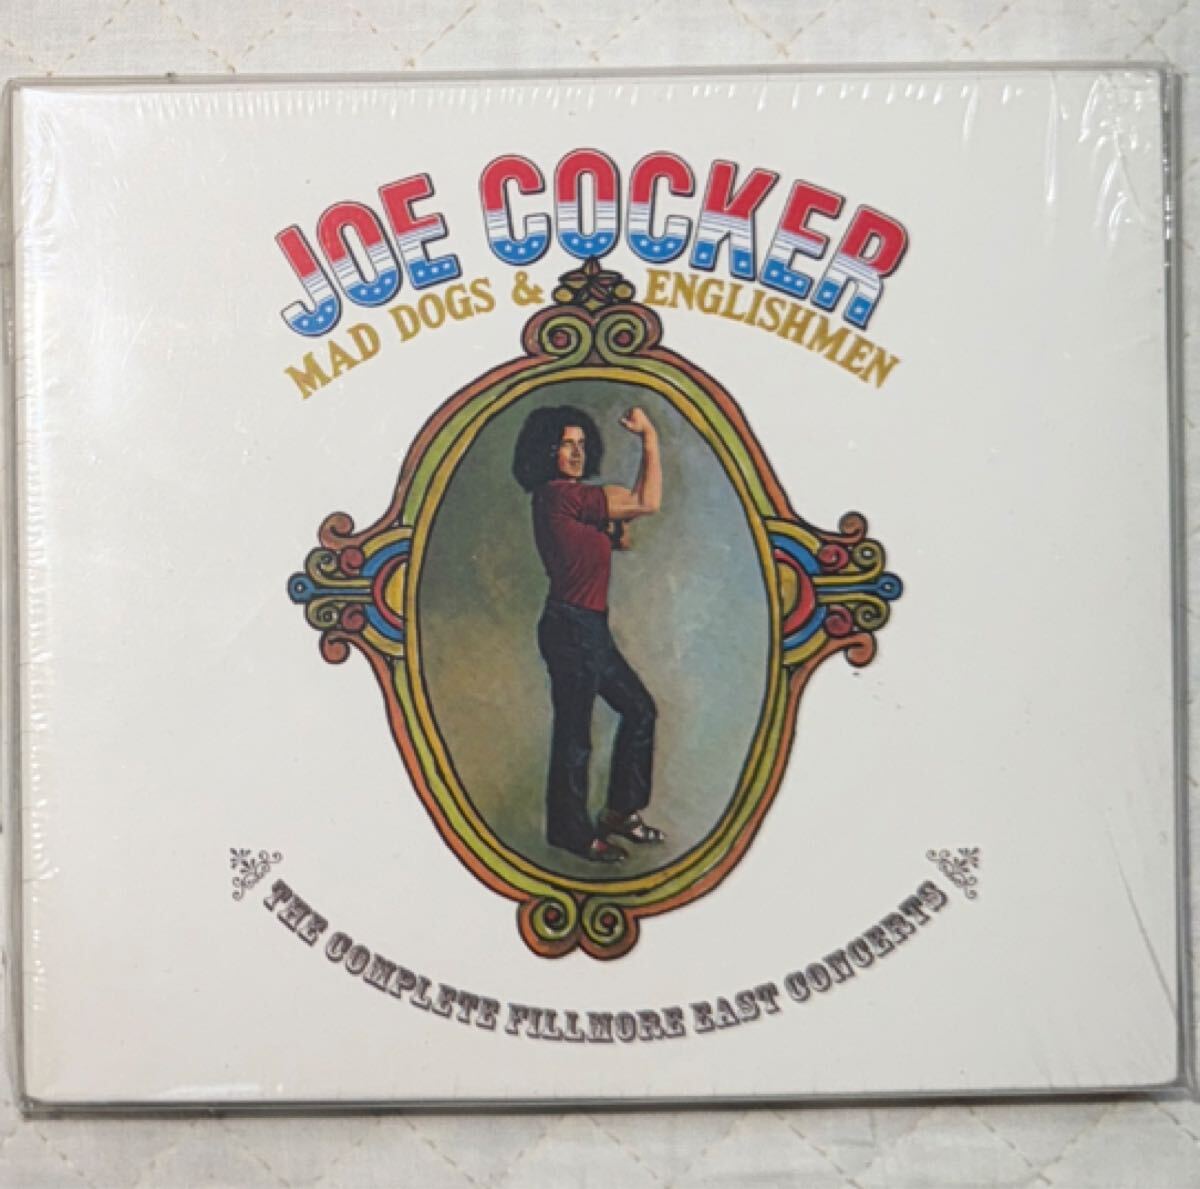 JOE COCKER
MAD DOGS & ENGLISHMEN
THE COMPLETE FILLMORE EAST CONCERTS